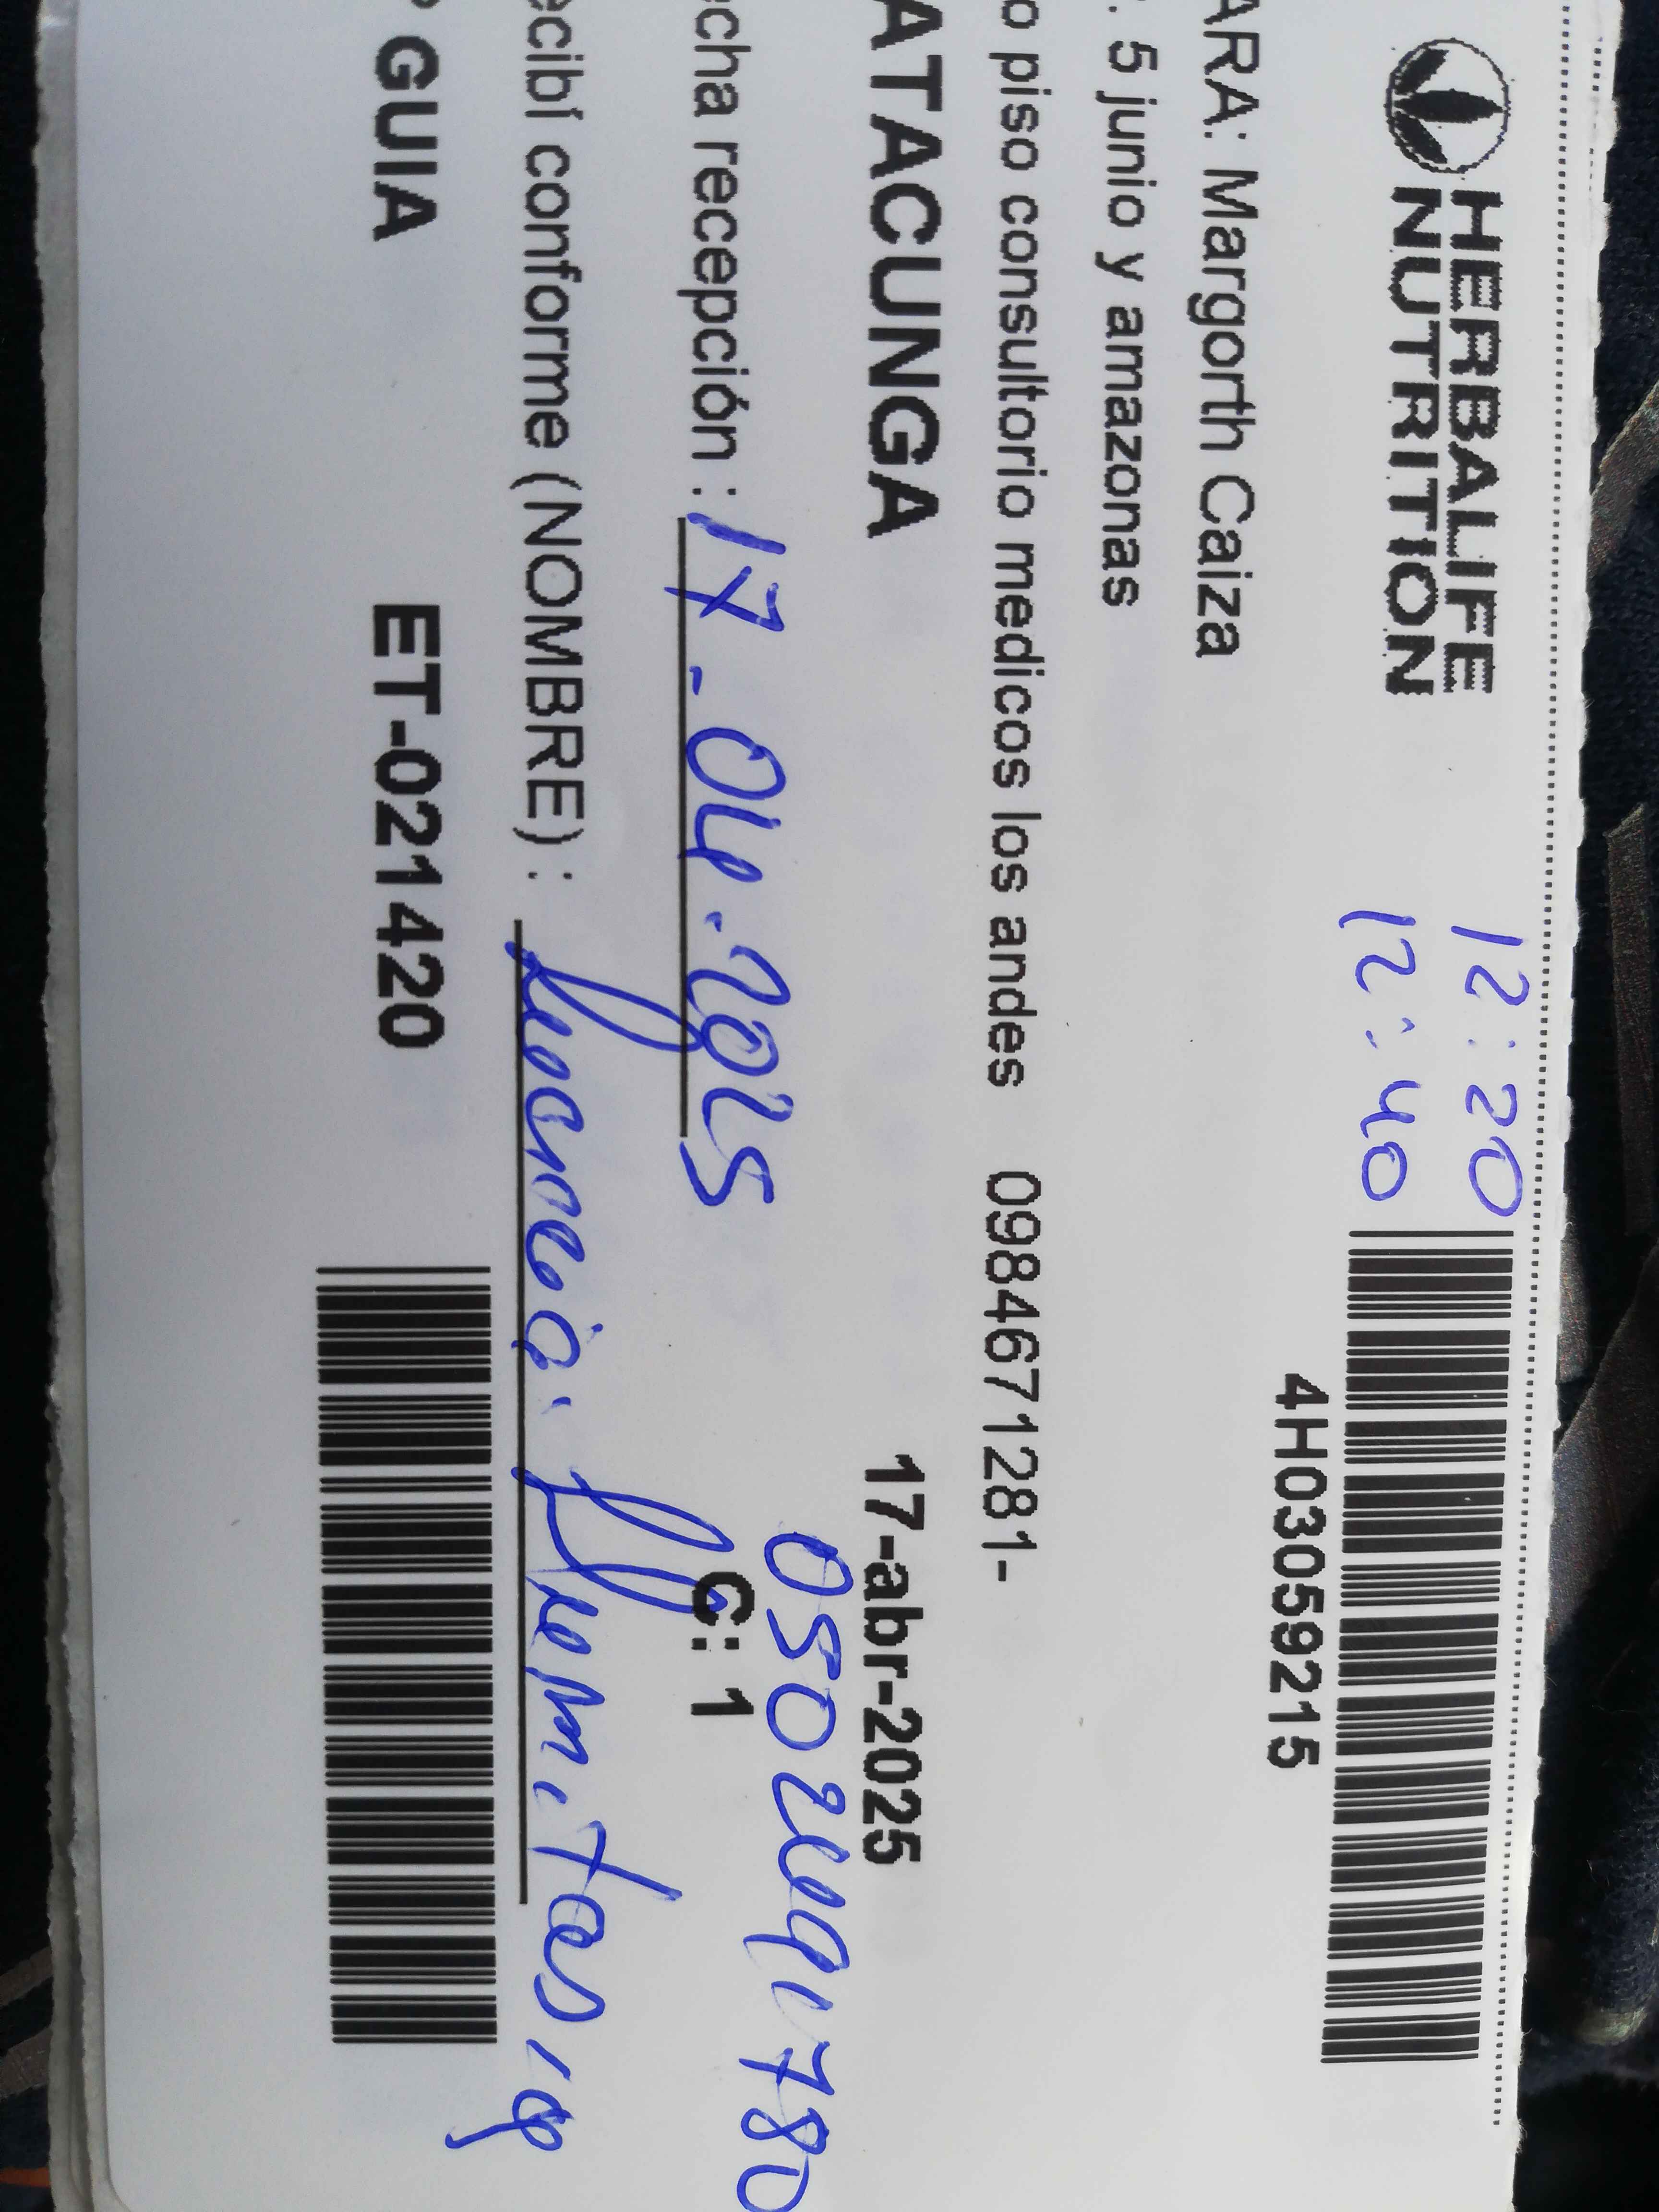 HERBALIFE
NUTRITION
12:20
12:40
4H03059215
ARA: Margorth Caiza
. 5 junio y amazonas
o piso consultorio medicos los andes 0984671281-
ATACUNGA 17-abr-2025
echa recepción : 17-04-2025
G: 1
ecibí conforme (NOMBRE) :
° GUIA ET-021420